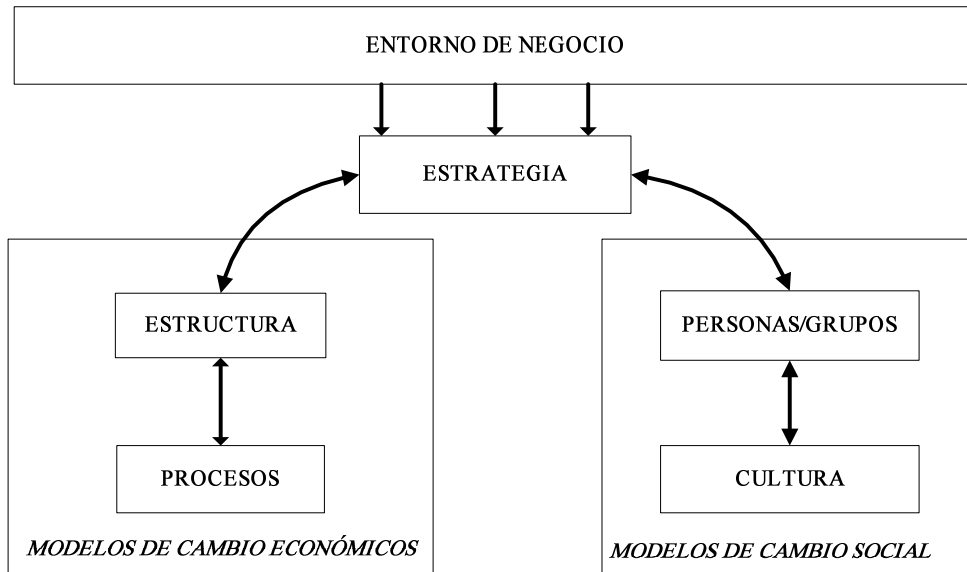 ENTORNO DE NEGOCIO
ESTRATEGIA
ESTRUCTURA
PROCESOS
MODELOS DE CAMBIO ECONÓMICOS
PERSONAS/GRUPOS
CULTURA
MODELOS DE CAMBIO SOCIAL